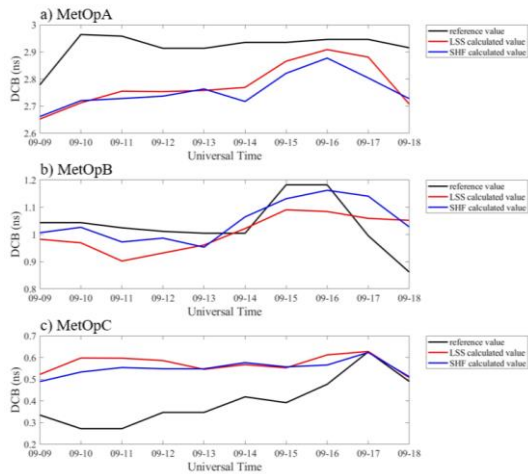 a) MetOpA
3
2.9
2.8
2.7
2.6
DCB (ns)
09-09 09-10 09-11 09-12 09-13 09-14 09-15 09-16 09-17 09-18
Universal Time
reference value
LSS calculated value
SHF calculated value
b) MetOpB
1.2
1.1
1
0.9
0.8
DCB (ns)
09-09 09-10 09-11 09-12 09-13 09-14 09-15 09-16 09-17 09-18
Universal Time
reference value
LSS calculated value
SHF calculated value
c) MetOpC
0.7
0.6
0.5
0.4
0.3
0.2
DCB (ns)
09-09 09-10 09-11 09-12 09-13 09-14 09-15 09-16 09-17 09-18
Universal Time
reference value
LSS calculated value
SHF calculated value